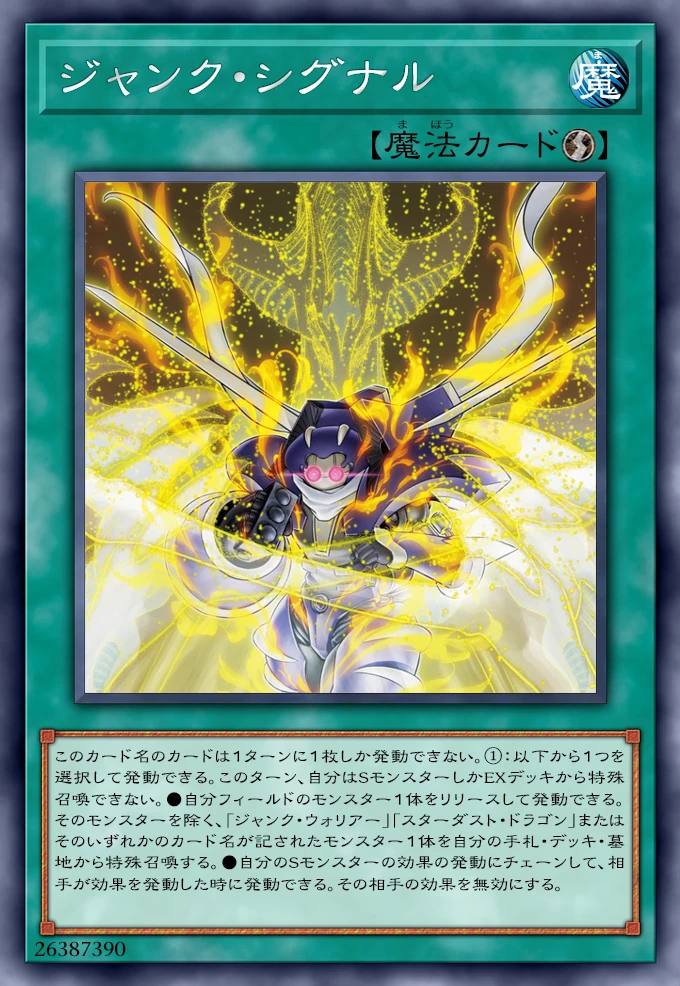 ジャンク・シグナル
魔
【魔法カード】
このカード名のカードは1ターンに1枚しか発動できない。①:以下から1つを
選択して発動できる。このターン、自分はSモンスターしかEXデッキから特殊
召喚できない。●自分フィールドのモンスター1体をリリースして発動できる。
そのモンスターを除く、「ジャンク・ウォリアー」「スターダスト・ドラゴン」または
そのいずれかのカード名が記されたモンスター1体を自分の手札・デッキ・墓
地から特殊召喚する。●自分のSモンスターの効果の発動にチェーンして、相
手が効果を発動した時に発動できる。その相手の効果を無効にする。
26387390